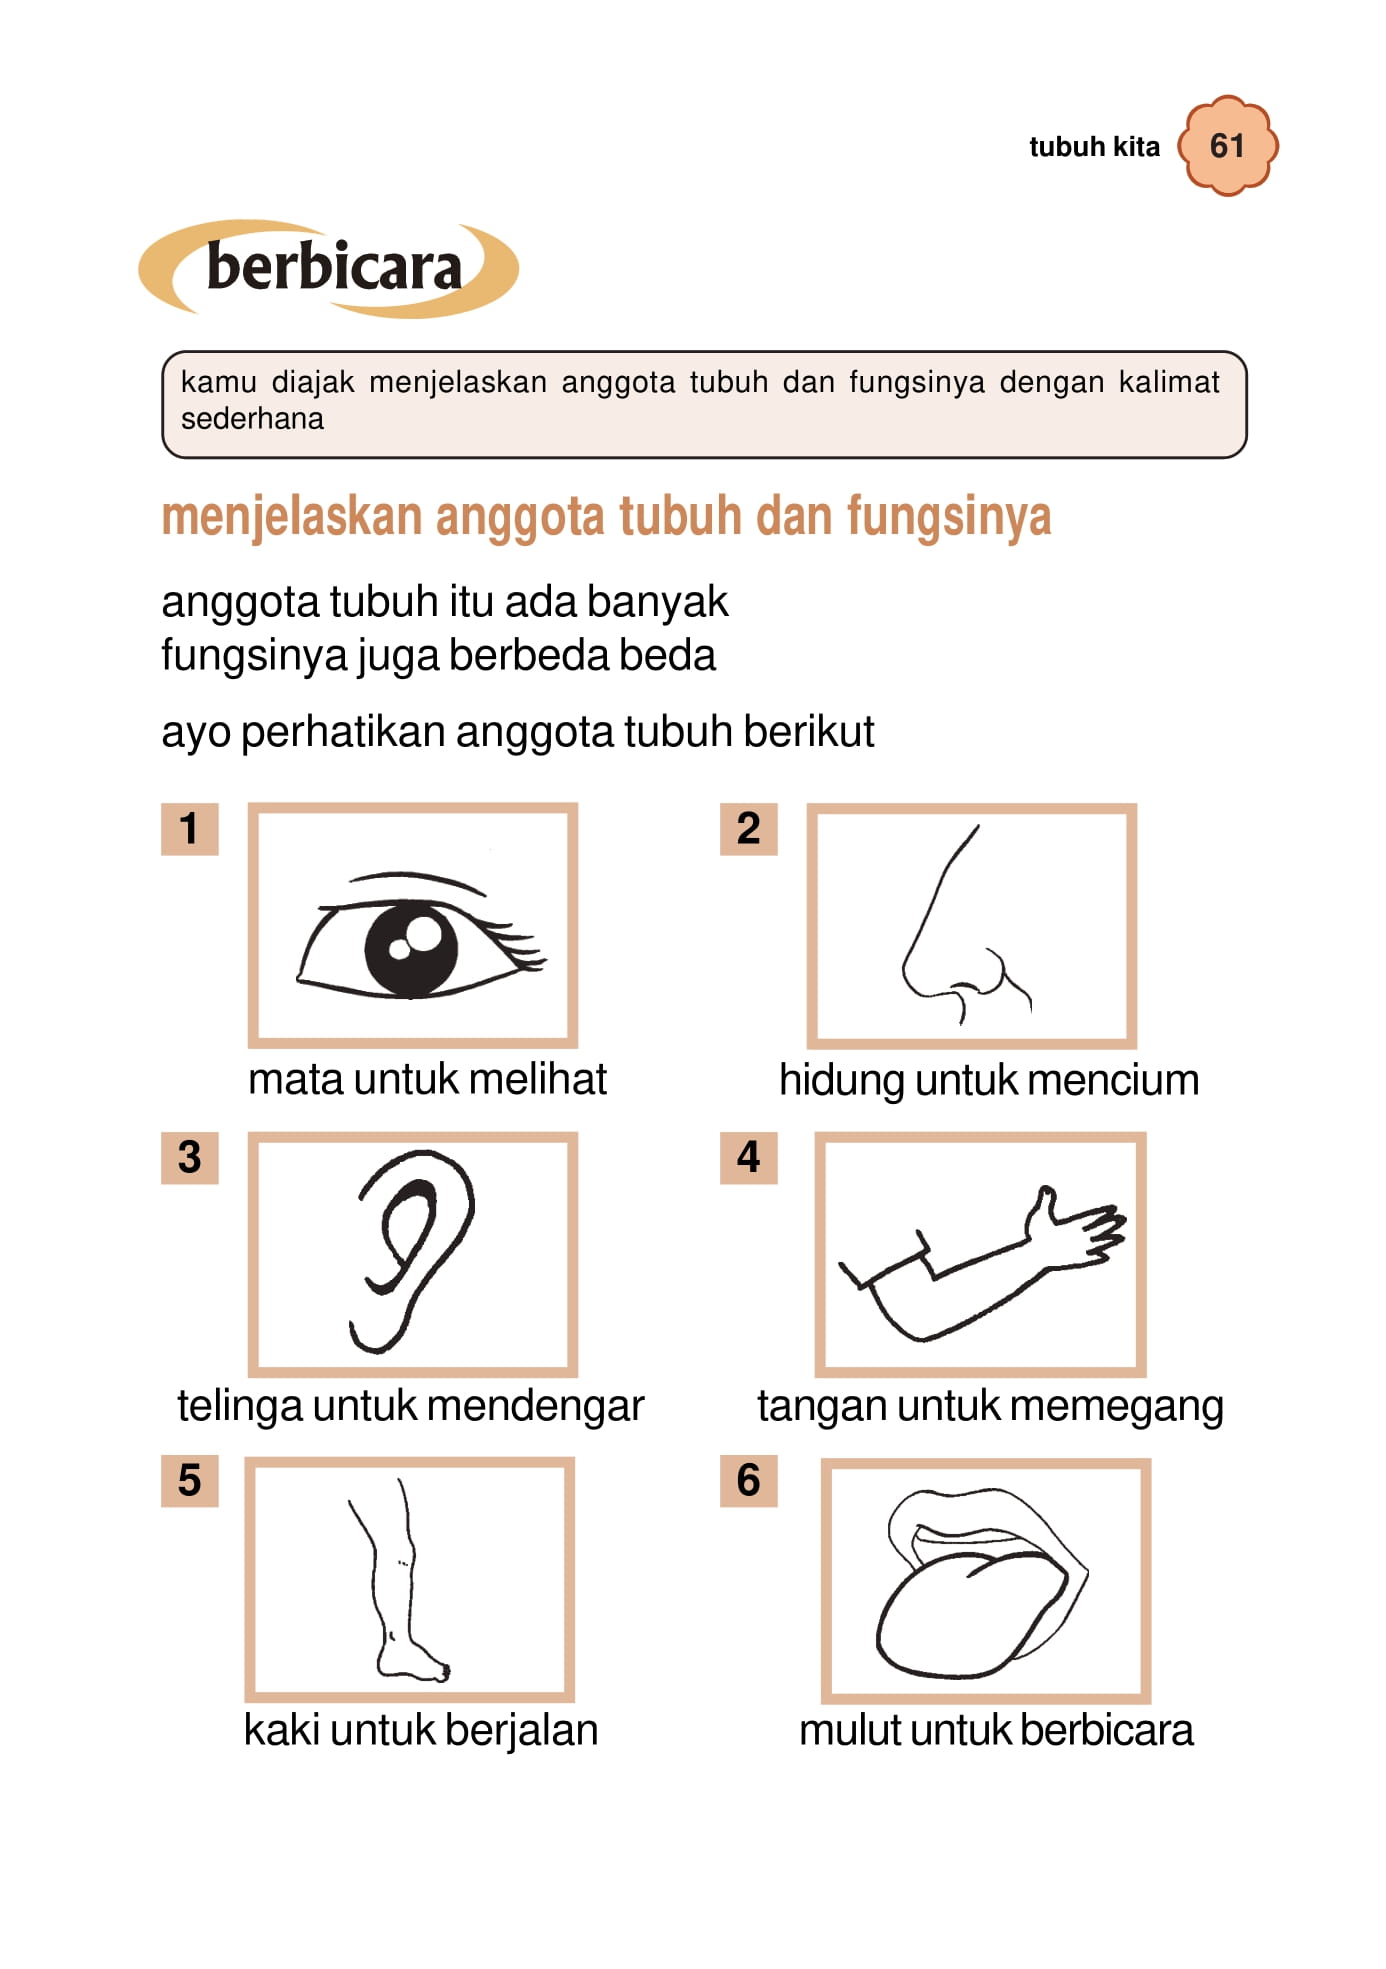 tubuh kita 61
berbicara
kamu diajak menjelaskan anggota tubuh dan fungsinya dengan kalimat
sederhana
menjelaskan anggota tubuh dan fungsinya
anggota tubuh itu ada banyak
fungsinya juga berbeda beda
ayo perhatikan anggota tubuh berikut
1
mata untuk melihat
2
hidung untuk mencium
3
telinga untuk mendengar
4
tangan untuk memegang
5
kaki untuk berjalan
6
mulut untuk berbicara